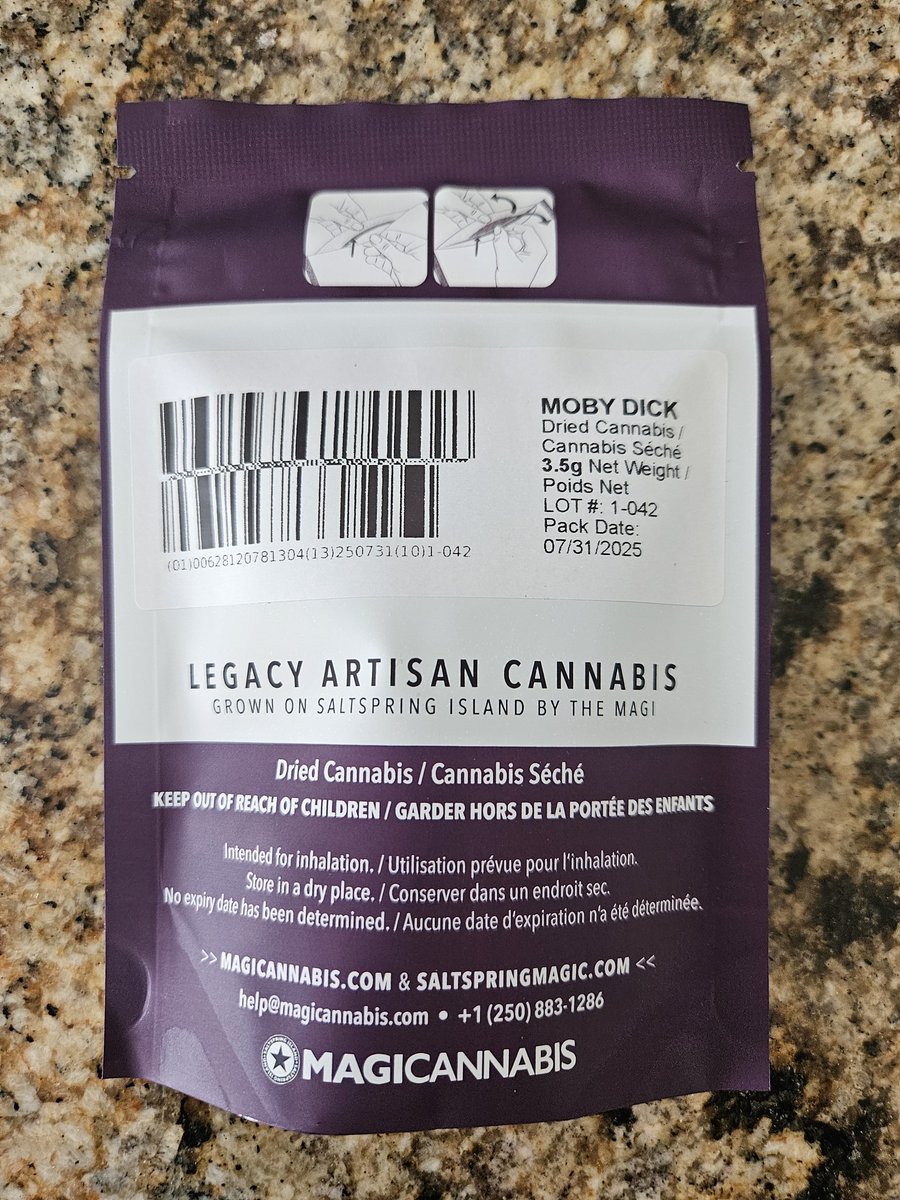 MOBY DICK
Dried Cannabis /
Cannabis Séché
3.5g Net Weight /
Poids Net
LOT #: 1-042
Pack Date:
07/31/2025
(01)00628120781304(13)250731(10)1-042
LEGACY ARTISAN CANNABIS
GROWN ON SALTSPRING ISLAND BY THE MAGI
Dried Cannabis / Cannabis Séché
KEEP OUT OF REACH OF CHILDREN / GARDER HORS DE LA PORTÉE DES ENFANTS
Intended for inhalation. / Utilisation prévue pour l'inhalation.
Store in a dry place. / Conserver dans un endroit sec.
No expiry date has been determined. / Aucune date d'expiration n'a été déterminée.
>> MAGICANNABIS.COM & SALTSPRINGMAGIC.COM <<
help@magicannabis.com • +1 (250) 883-1286
MAGICANNABIS